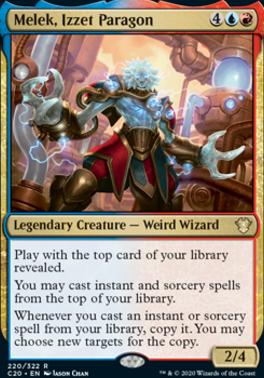 Melek, Izzet Paragon 4
Legendary Creature — Weird Wizard
Play with the top card of your library
revealed.
You may cast instant and sorcery spells
from the top of your library.
Whenever you cast an instant or sorcery
spell from your library, copy it. You may
choose new targets for the copy.
2/4
220/322 R
C20 • EN Jason Chan
™ & © 2020 Wizards of the Coast